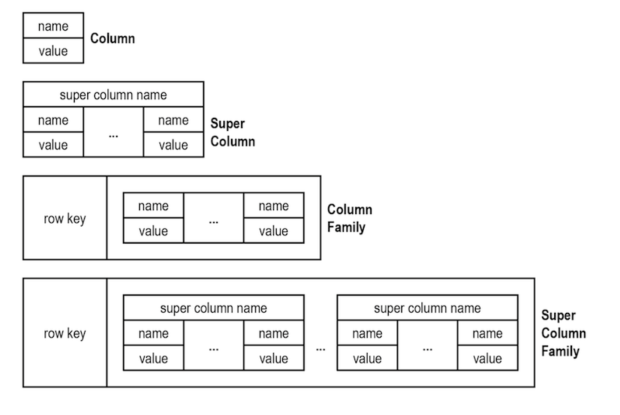 name
value
Column
super column name
name ... name
value value
Super
Column
row key
name ... name
value value
Column
Family
row key
super column name ... super column name
name ... name name ... name
value value value value
Super
Column
Family